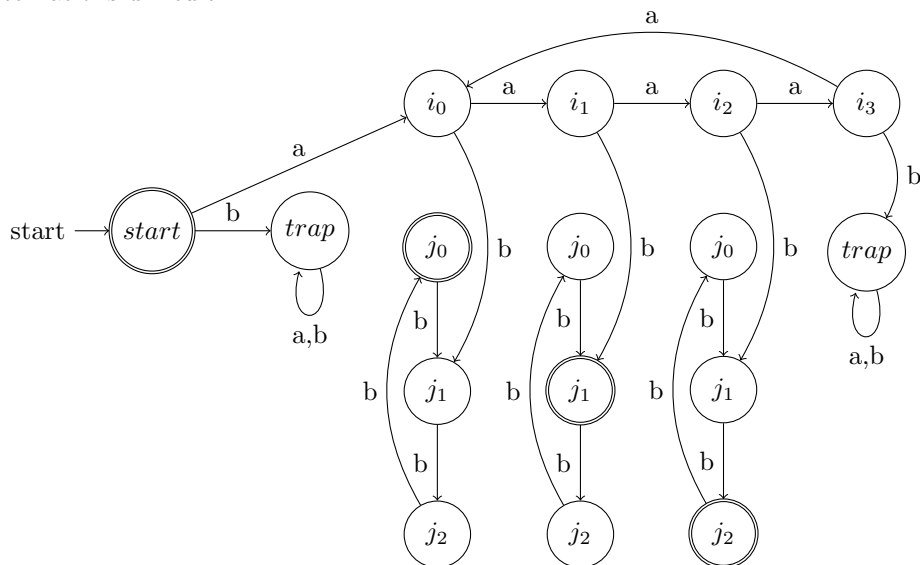 a
i₀ a i₁ a i₂ a i₃
a
b
start start b trap
j₀ b j₀ b j₀ b trap
b b b
a,b a,b
b j₁ b j₁ b j₁
b b b
j₂ j₂ j₂